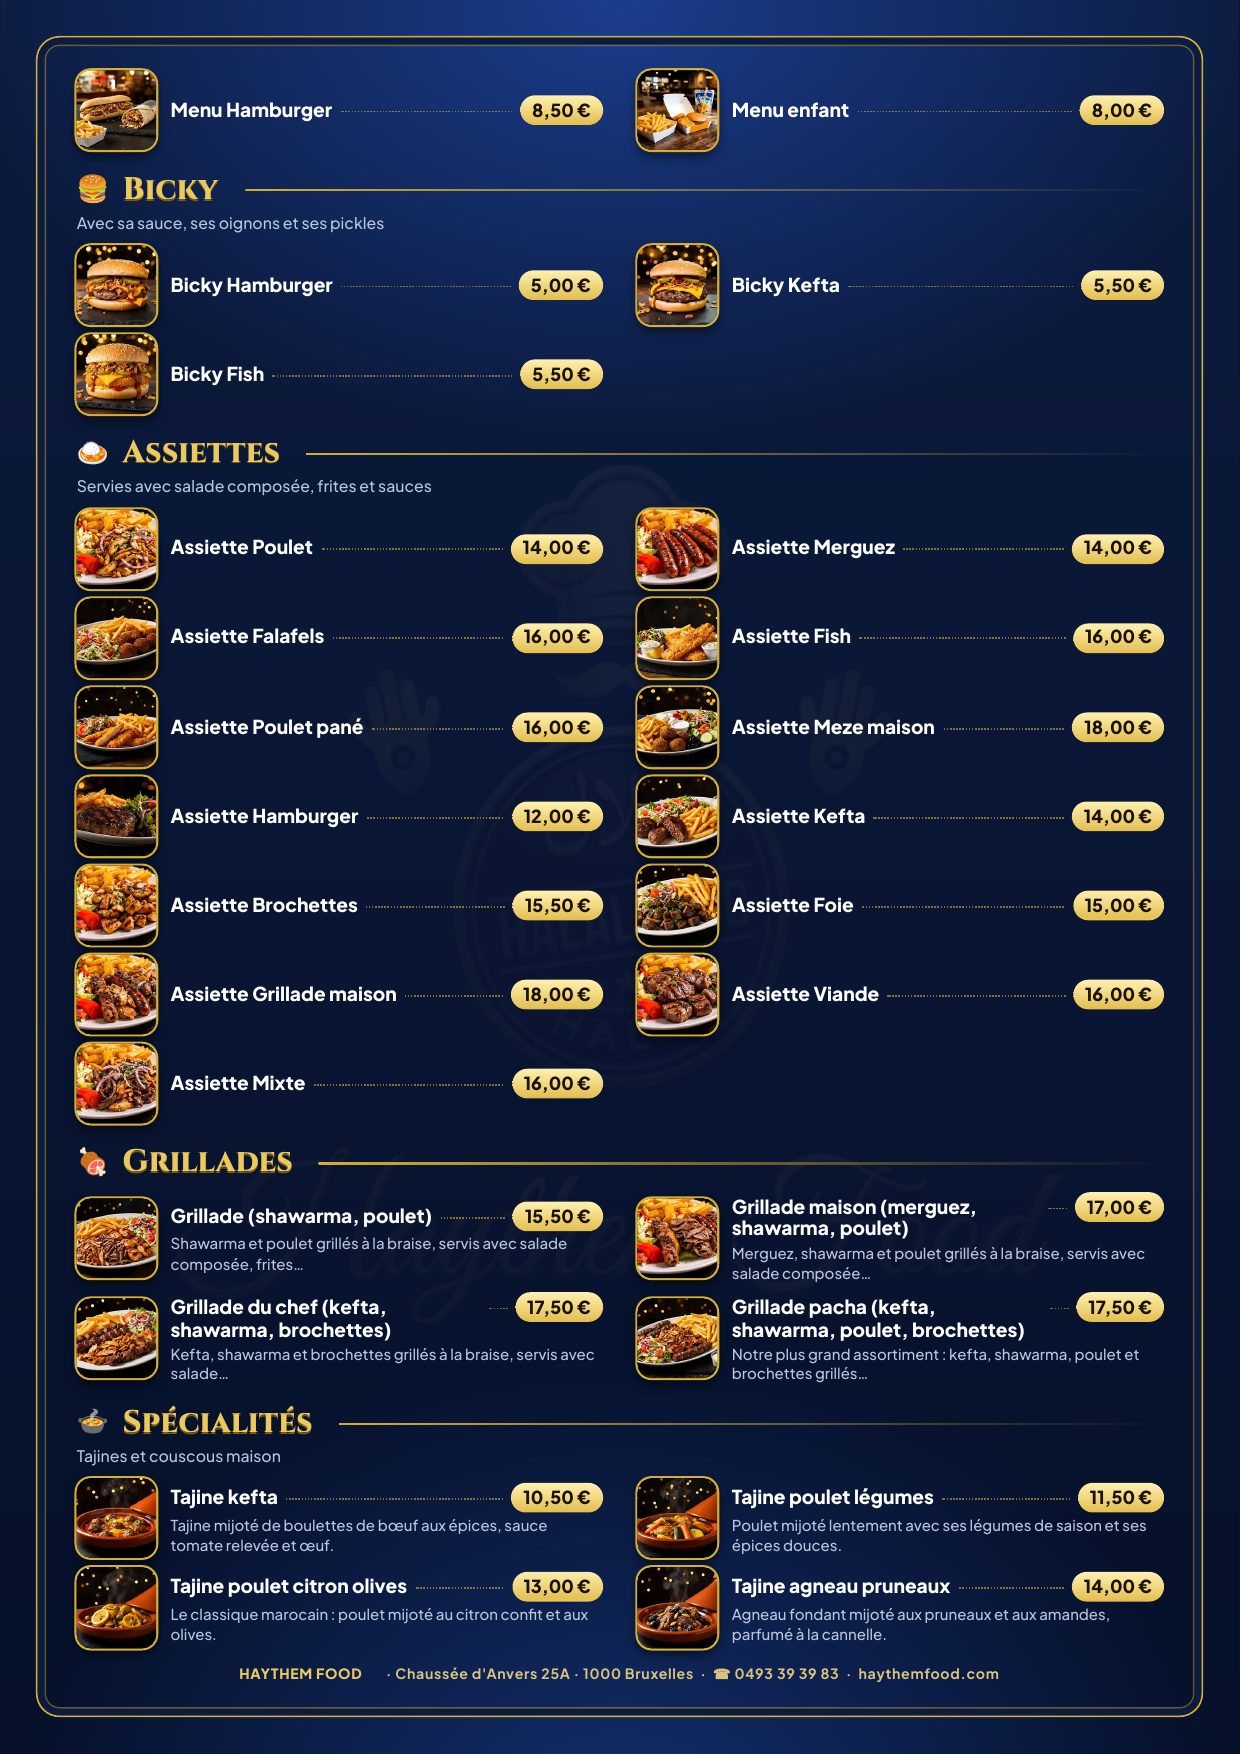 Menu Hamburger 8,50 €
Menu enfant 8,00 €
BICKY
Avec sa sauce, ses oignons et ses pickles
Bicky Hamburger 5,00 €
Bicky Kefta 5,50 €
Bicky Fish 5,50 €
ASSIETTES
Servies avec salade composée, frites et sauces
Assiette Poulet 14,00 €
Assiette Merguez 14,00 €
Assiette Falafels 16,00 €
Assiette Fish 16,00 €
Assiette Poulet pané 16,00 €
Assiette Meze maison 18,00 €
Assiette Hamburger 12,00 €
Assiette Kefta 14,00 €
Assiette Brochettes 15,50 €
Assiette Foie 15,00 €
Assiette Grillade maison 18,00 €
Assiette Viande 16,00 €
Assiette Mixte 16,00 €
GRILLADES
Grillade (shawarma, poulet) 15,50 €
Shawarma et poulet grillés à la braise, servis avec salade
composée, frites…
Grillade maison (merguez, 17,00 €
shawarma, poulet)
Merguez, shawarma et poulet grillés à la braise, servis avec
salade composée…
Grillade du chef (kefta, 17,50 €
shawarma, brochettes)
Kefta, shawarma et brochettes grillés à la braise, servis avec
salade…
Grillade pacha (kefta, 17,50 €
shawarma, poulet, brochettes)
Notre plus grand assortiment : kefta, shawarma, poulet et
brochettes grillés…
SPÉCIALITÉS
Tajines et couscous maison
Tajine kefta 10,50 €
Tajine mijoté de boulettes de bœuf aux épices, sauce
tomate relevée et œuf.
Tajine poulet légumes 11,50 €
Poulet mijoté lentement avec ses légumes de saison et ses
épices douces.
Tajine poulet citron olives 13,00 €
Le classique marocain : poulet mijoté au citron confit et aux
olives.
Tajine agneau pruneaux 14,00 €
Agneau fondant mijoté aux pruneaux et aux amandes,
parfumé à la cannelle.
HAYTHEM FOOD · Chaussée d'Anvers 25A · 1000 Bruxelles · ☎ 0493 39 39 83 · haythemfood.com